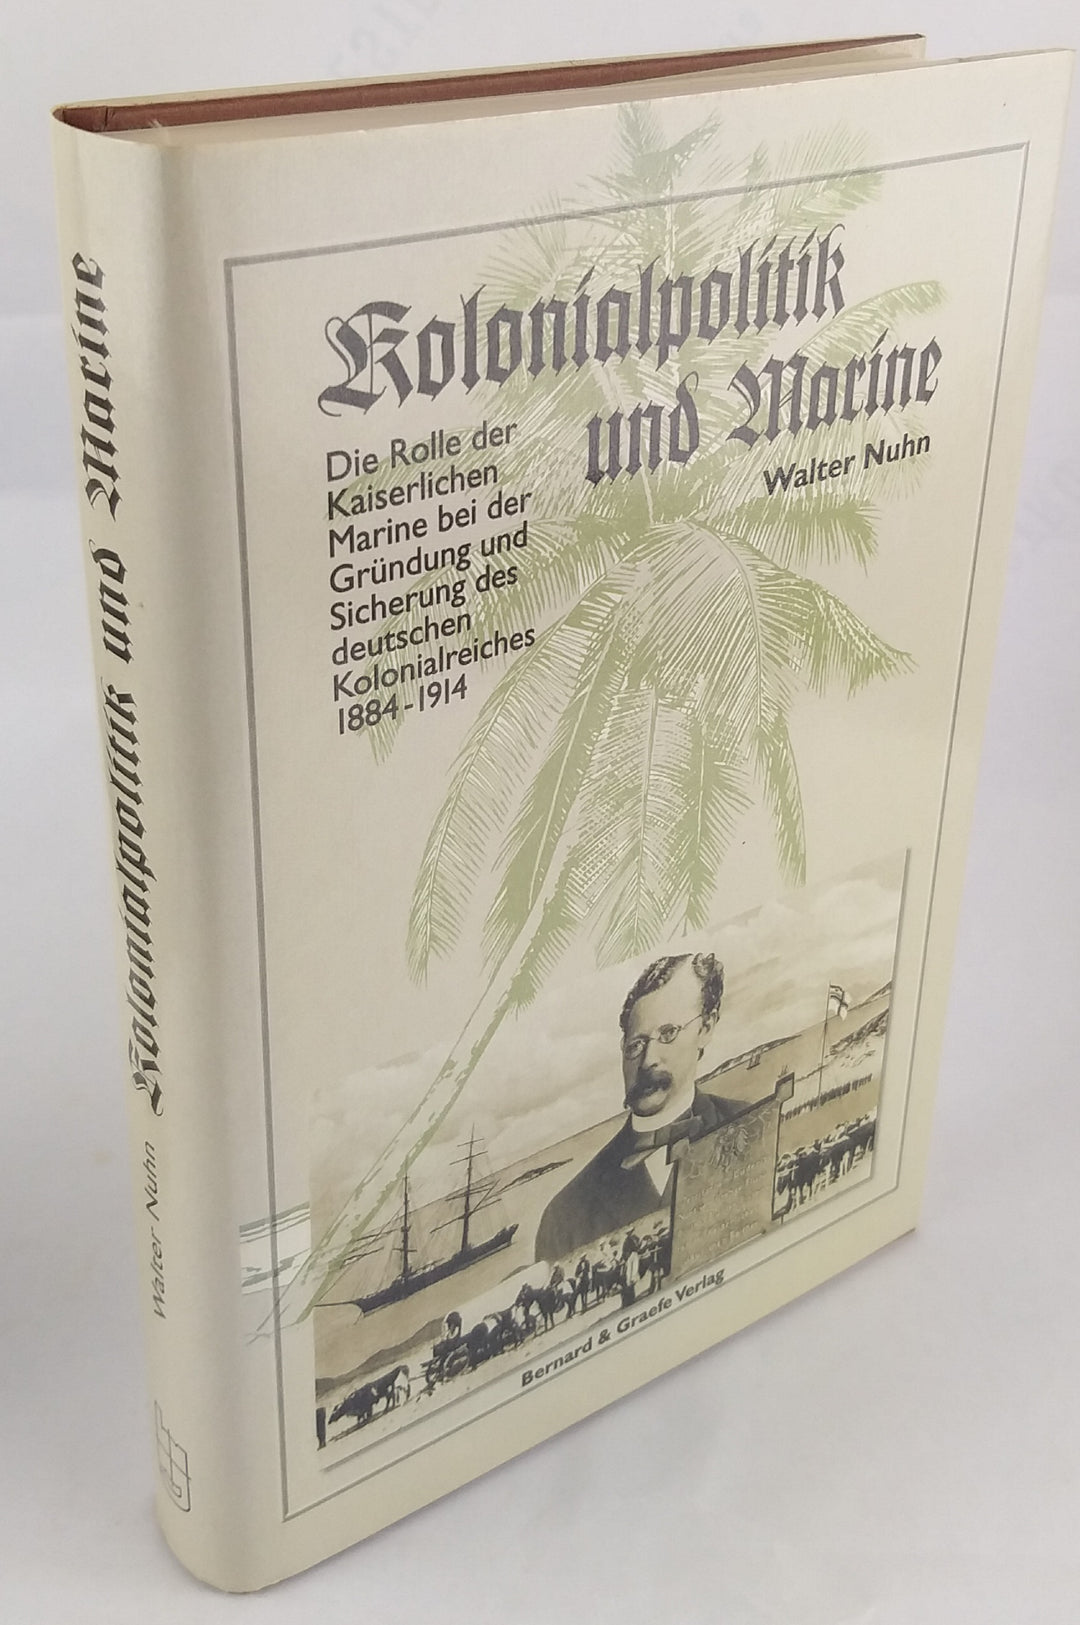 Kolonialpolitik
und Marine
Walter Nuhn
Die Rolle der
Kaiserlichen
Marine bei der
Gründung und
Sicherung des
deutschen
Kolonialreiches
1884-1914
Bernard & Graefe Verlag
Walter Nuhn Kolonialpolitik und Marine